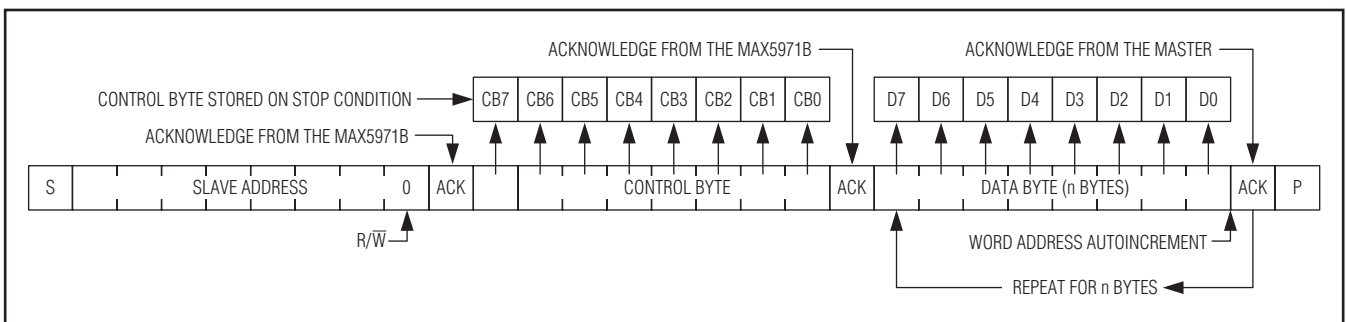 ACKNOWLEDGE FROM THE MAX5971B
ACKNOWLEDGE FROM THE MASTER
CONTROL BYTE STORED ON STOP CONDITION
CB7 CB6 CB5 CB4 CB3 CB2 CB1 CB0
D7 D6 D5 D4 D3 D2 D1 D0
ACKNOWLEDGE FROM THE MAX5971B
S SLAVE ADDRESS 0 ACK CONTROL BYTE ACK DATA BYTE (n BYTES) ACK P
R/W̅
WORD ADDRESS AUTOINCREMENT
REPEAT FOR n BYTES